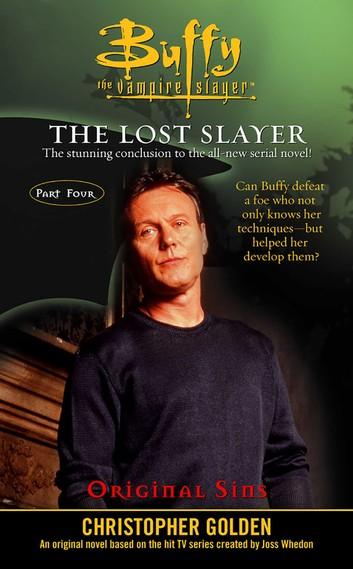 Buffy
the vampire slayer™
THE LOST SLAYER
The stunning conclusion to the all-new serial novel!
PART FOUR
Can Buffy defeat
a foe who not
only knows her
techniques—but
helped her
develop them?
ORIGINAL SINS
CHRISTOPHER GOLDEN
An original novel based on the hit TV series created by Joss Whedon